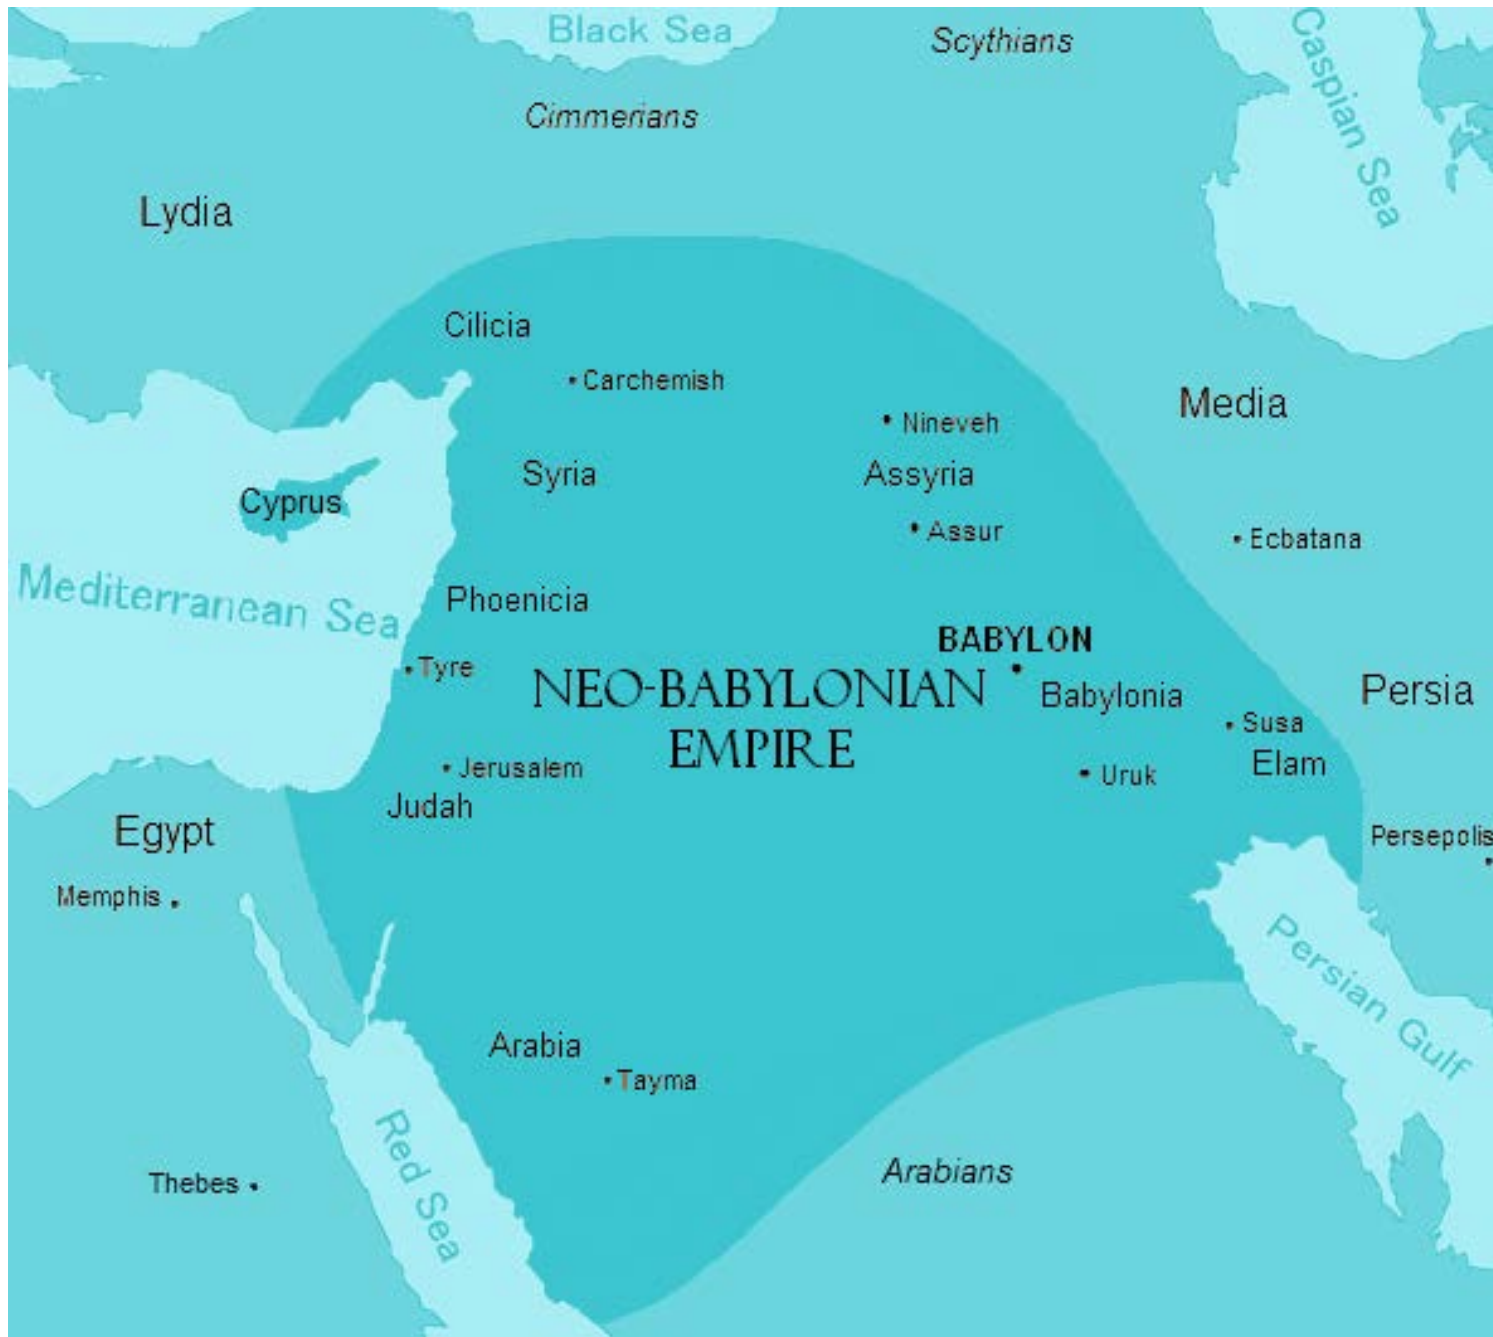 Black Sea
Scythians
Caspian Sea
Cimmerians
Lydia
Cilicia
Carchemish
Media
Nineveh
Syria
Assyria
Cyprus
Assur
Ecbatana
Mediterranean Sea
Phoenicia
BABYLON
Tyre
NEO-BABYLONIAN
EMPIRE
Babylonia
Persia
Susa
Jerusalem
Uruk
Elam
Judah
Egypt
Persepolis
Memphis
Persian Gulf
Arabia
Tayma
Red Sea
Arabians
Thebes